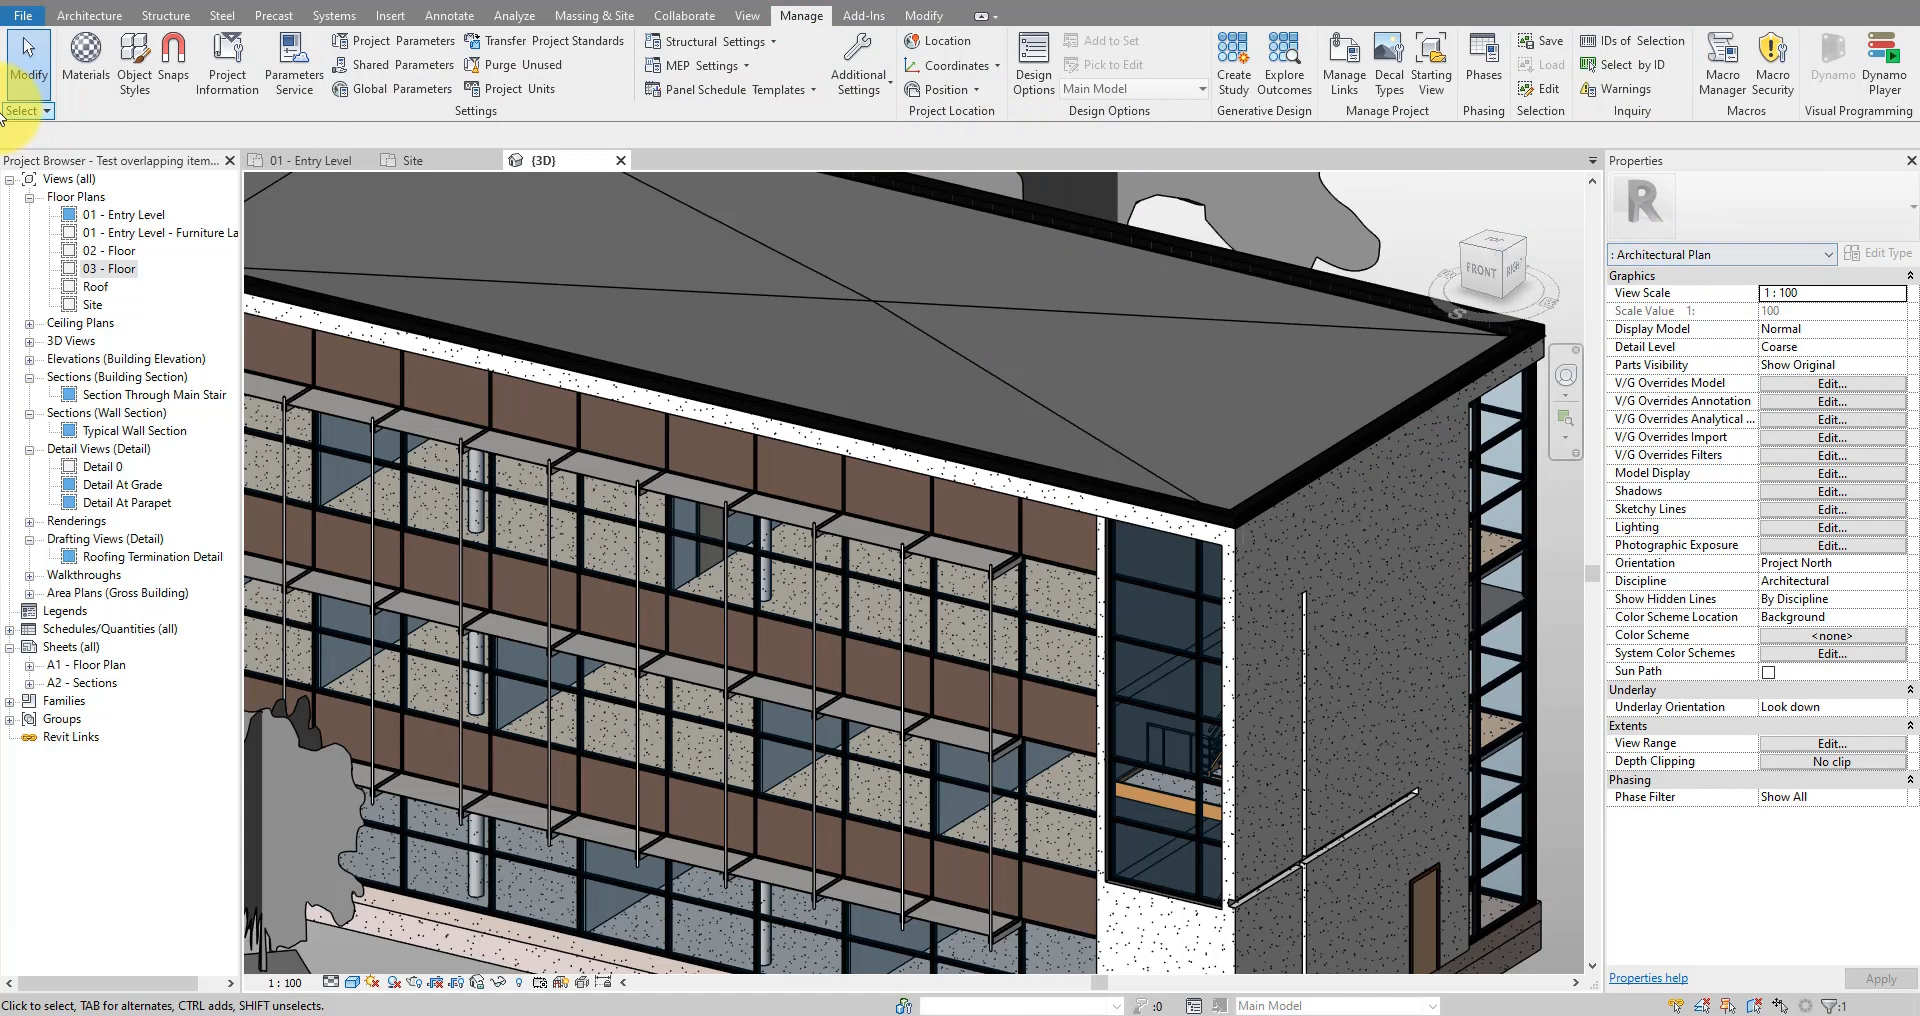 File Architecture Structure Steel Precast Systems Insert Annotate Analyze Massing & Site Collaborate View Manage Add-Ins Modify
Modify
Select
Materials
Object Styles
Snaps
Project Information
Parameters Service
Project Parameters
Shared Parameters
Global Parameters
Transfer Project Standards
Purge Unused
Project Units
Settings
Structural Settings
MEP Settings
Panel Schedule Templates
Additional Settings
Location
Coordinates
Position
Project Location
Design Options
Add to Set
Pick to Edit
Main Model
Design Options
Create Study
Explore Outcomes
Generative Design
Manage Links
Decal Types
Starting View
Manage Project
Phases
Phasing
Save
Load
Edit
Selection
IDs of Selection
Select by ID
Warnings
Inquiry
Macro Manager
Macro Security
Macros
Dynamo
Dynamo Player
Visual Programming
Project Browser - Test overlapping item...
01 - Entry Level
Site
{3D}
Properties
Views (all)
Floor Plans
01 - Entry Level
01 - Entry Level - Furniture La
02 - Floor
03 - Floor
Roof
Site
Ceiling Plans
3D Views
Elevations (Building Elevation)
Sections (Building Section)
Section Through Main Stair
Sections (Wall Section)
Typical Wall Section
Detail Views (Detail)
Detail 0
Detail At Grade
Detail At Parapet
Renderings
Drafting Views (Detail)
Roofing Termination Detail
Walkthroughs
Area Plans (Gross Building)
Legends
Schedules/Quantities (all)
Sheets (all)
A1 - Floor Plan
A2 - Sections
Families
Groups
Revit Links
TOP
FRONT
RIGHT
S
R
: Architectural Plan
Edit Type
Graphics
View Scale 1 : 100
Scale Value 1: 100
Display Model Normal
Detail Level Coarse
Parts Visibility Show Original
V/G Overrides Model Edit...
V/G Overrides Annotation Edit...
V/G Overrides Analytical ... Edit...
V/G Overrides Import Edit...
V/G Overrides Filters Edit...
Model Display Edit...
Shadows Edit...
Sketchy Lines Edit...
Lighting Edit...
Photographic Exposure Edit...
Orientation Project North
Discipline Architectural
Show Hidden Lines By Discipline
Color Scheme Location Background
Color Scheme <none>
System Color Schemes Edit...
Sun Path
Underlay
Underlay Orientation Look down
Extents
View Range Edit...
Depth Clipping No clip
Phasing
Phase Filter Show All
Properties help
Apply
1 : 100
Click to select, TAB for alternates, CTRL adds, SHIFT unselects.
:0
Main Model
:1